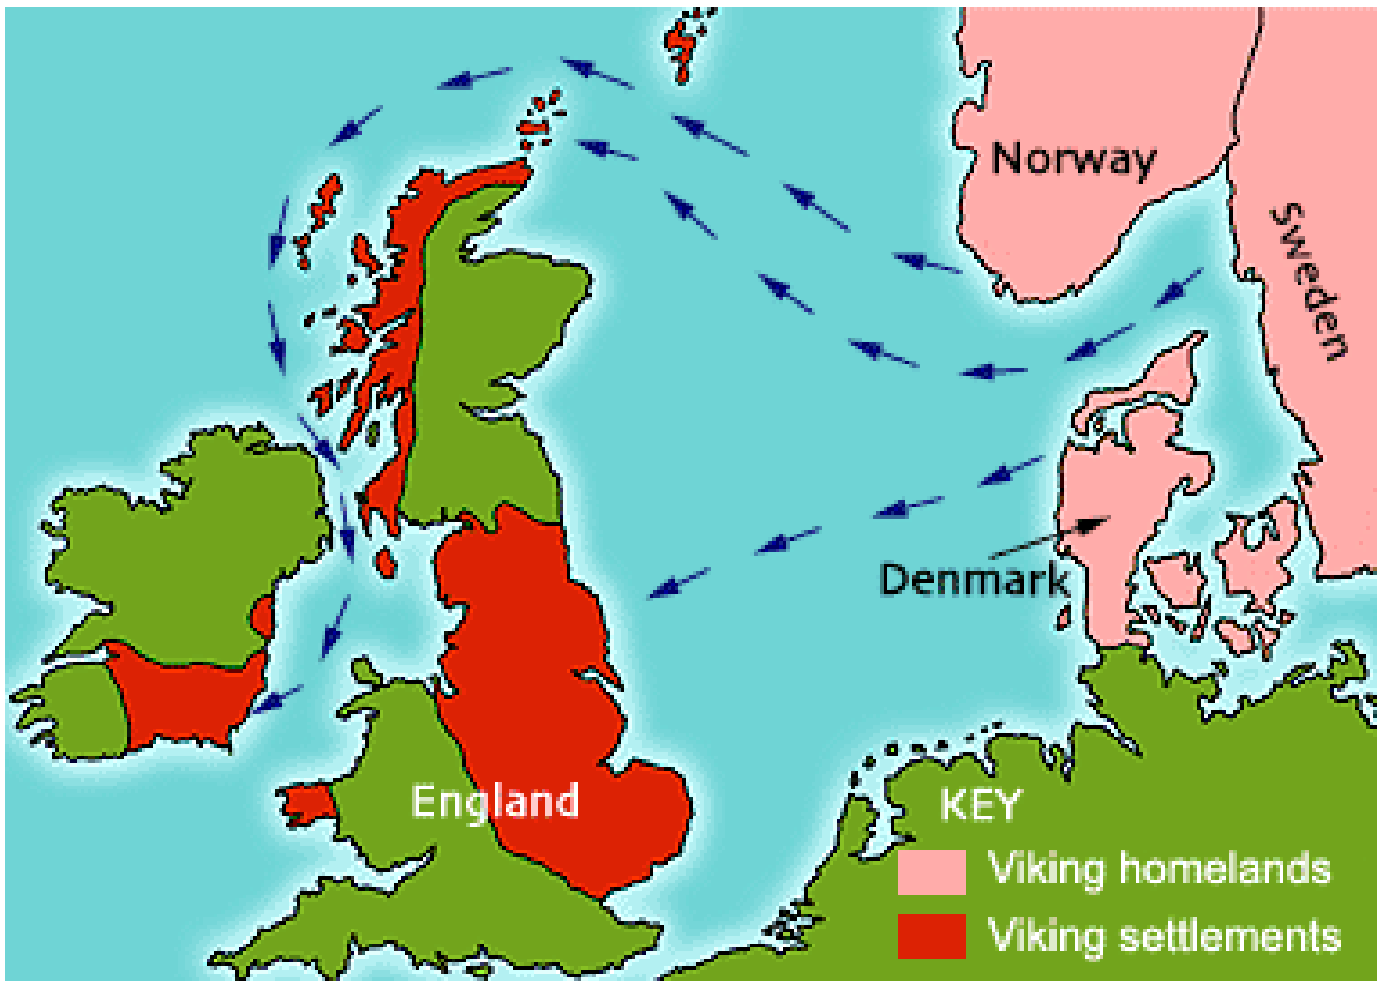 Norway
Sweden
Denmark
England
KEY
Viking homelands
Viking settlements